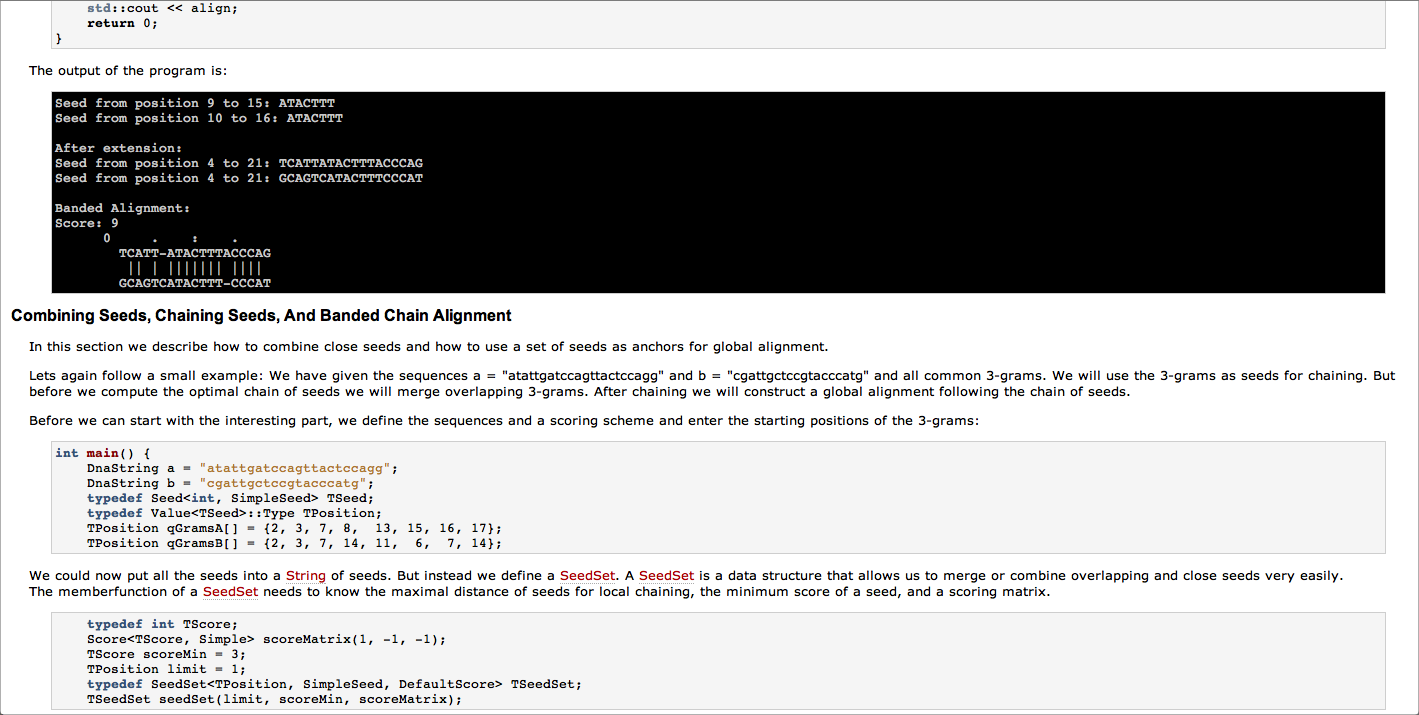 std::cout << align;
    return 0;
}
The output of the program is:
Seed from position 9 to 15: ATACTTT
Seed from position 10 to 16: ATACTTT
After extension:
Seed from position 4 to 21: TCATTATACTTTACCCAG
Seed from position 4 to 21: GCAGTCATACTTTCCCAT
Banded Alignment:
Score: 9
      0     .    :    .
        TCATT-ATACTTTACCCAG
         || | ||||||| ||||
        GCAGTCATACTTT-CCCAT
Combining Seeds, Chaining Seeds, And Banded Chain Alignment
In this section we describe how to combine close seeds and how to use a set of seeds as anchors for global alignment.
Lets again follow a small example: We have given the sequences a = "atattgatccagttactccagg" and b = "cgattgctccgtacccatg" and all common 3-grams. We will use the 3-grams as seeds for chaining. But
before we compute the optimal chain of seeds we will merge overlapping 3-grams. After chaining we will construct a global alignment following the chain of seeds.
Before we can start with the interesting part, we define the sequences and a scoring scheme and enter the starting positions of the 3-grams:
int main() {
    DnaString a = "atattgatccagttactccagg";
    DnaString b = "cgattgctccgtacccatg";
    typedef Seed<int, SimpleSeed> TSeed;
    typedef Value<TSeed>::Type TPosition;
    TPosition qGramsA[] = {2, 3, 7, 8,  13, 15, 16, 17};
    TPosition qGramsB[] = {2, 3, 7, 14, 11,  6,  7, 14};
We could now put all the seeds into a String of seeds. But instead we define a SeedSet. A SeedSet is a data structure that allows us to merge or combine overlapping and close seeds very easily.
The memberfunction of a SeedSet needs to know the maximal distance of seeds for local chaining, the minimum score of a seed, and a scoring matrix.
    typedef int TScore;
    Score<TScore, Simple> scoreMatrix(1, -1, -1);
    TScore scoreMin = 3;
    TPosition limit = 1;
    typedef SeedSet<TPosition, SimpleSeed, DefaultScore> TSeedSet;
    TSeedSet seedSet(limit, scoreMin, scoreMatrix);